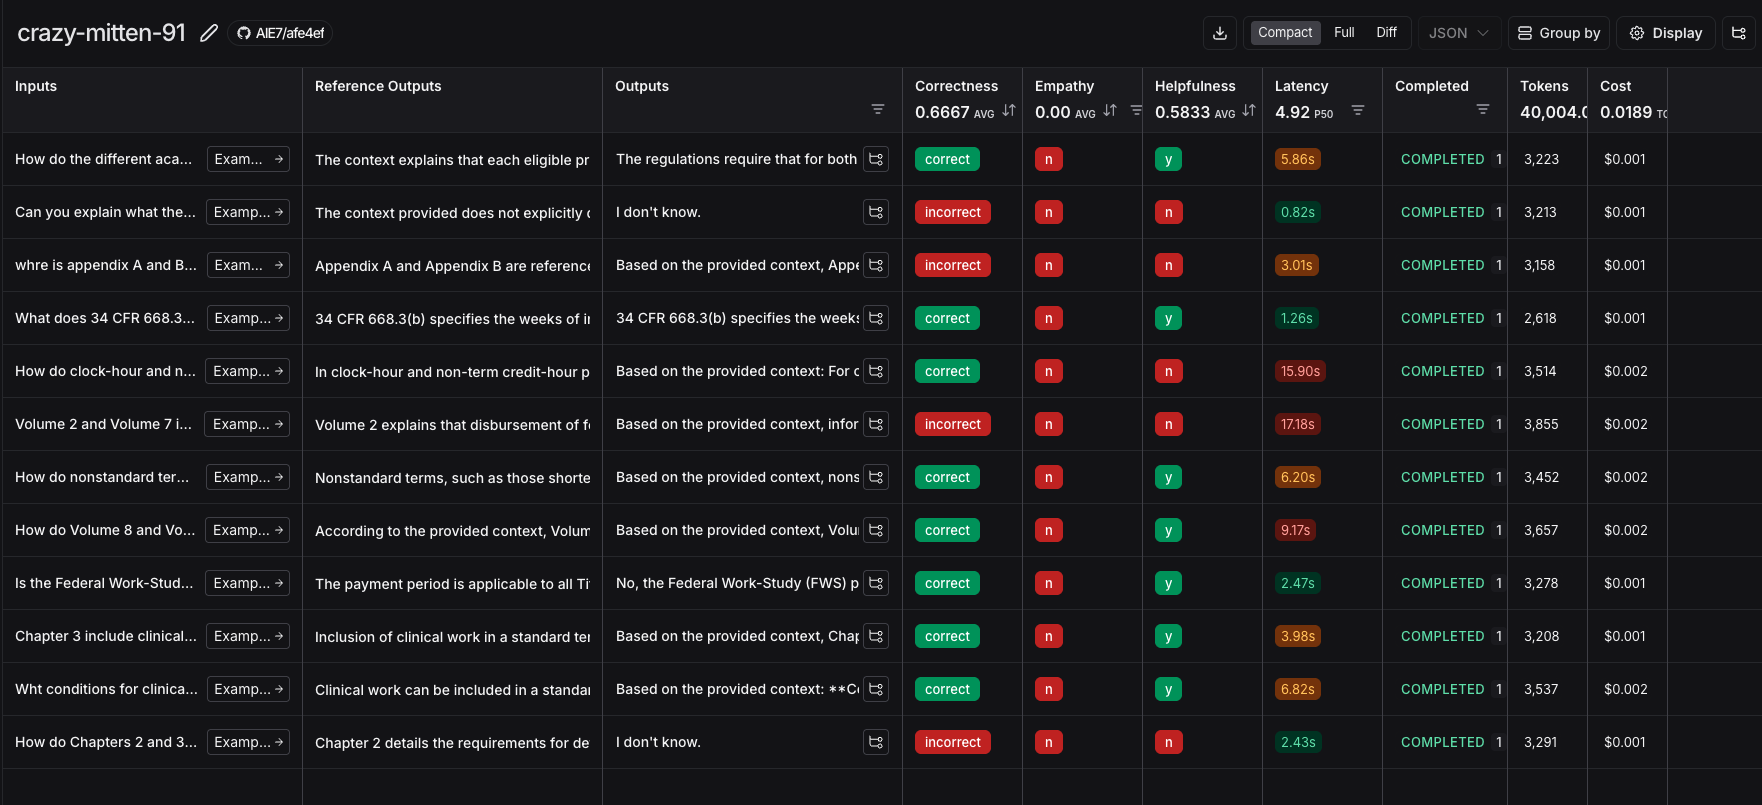 crazy-mitten-91 AIE7/afe4ef Compact Full Diff JSON Group by Display
Inputs Reference Outputs Outputs Correctness Empathy Helpfulness Latency Completed Tokens Cost
0.6667 AVG 0.00 AVG 0.5833 AVG 4.92 P50 40,004.0 0.0189
How do the different aca... Exam... → The context explains that each eligible pr The regulations require that for both correct n y 5.86s COMPLETED 1 3,223 $0.001
Can you explain what the... Examp... → The context provided does not explicitly I don't know. incorrect n n 0.82s COMPLETED 1 3,213 $0.001
whre is appendix A and B... Exam... → Appendix A and Appendix B are reference Based on the provided context, Appe incorrect n n 3.01s COMPLETED 1 3,158 $0.001
What does 34 CFR 668.3... Examp... → 34 CFR 668.3(b) specifies the weeks of i 34 CFR 668.3(b) specifies the weeks correct n y 1.26s COMPLETED 1 2,618 $0.001
How do clock-hour and n... Examp... → In clock-hour and non-term credit-hour p Based on the provided context: For c correct n n 15.90s COMPLETED 1 3,514 $0.002
Volume 2 and Volume 7 i... Examp... → Volume 2 explains that disbursement of fe Based on the provided context, infor incorrect n n 17.18s COMPLETED 1 3,855 $0.002
How do nonstandard ter... Examp... → Nonstandard terms, such as those shorte Based on the provided context, nons correct n y 6.20s COMPLETED 1 3,452 $0.002
How do Volume 8 and Vo... Examp... → According to the provided context, Volum Based on the provided context, Volu correct n y 9.17s COMPLETED 1 3,657 $0.002
Is the Federal Work-Stud... Examp... → The payment period is applicable to all Ti No, the Federal Work-Study (FWS) p correct n y 2.47s COMPLETED 1 3,278 $0.001
Chapter 3 include clinical... Examp... → Inclusion of clinical work in a standard ter Based on the provided context, Chap correct n y 3.98s COMPLETED 1 3,208 $0.001
Wht conditions for clinica... Examp... → Clinical work can be included in a standar Based on the provided context: **Co correct n y 6.82s COMPLETED 1 3,537 $0.002
How do Chapters 2 and 3... Examp... → Chapter 2 details the requirements for de I don't know. incorrect n n 2.43s COMPLETED 1 3,291 $0.001